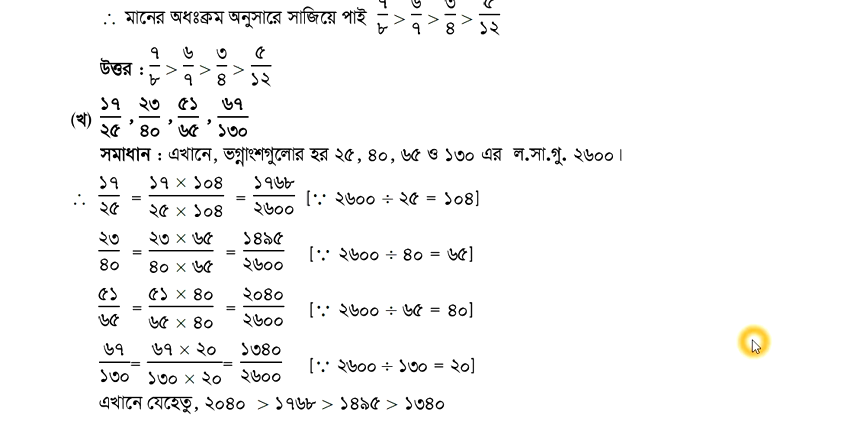 ∴ মানের অধঃক্রম অনুসারে সাজিয়ে পাই ৭/৮ > ৬/৭ > ৩/৪ > ৫/১২
উত্তর : ৭/৮ > ৬/৭ > ৩/৪ > ৫/১২
(খ) ১৭/২৫ , ২৩/৪০ , ৫১/৬৫ , ৬৭/১৩০
সমাধান : এখানে, ভগ্নাংশগুলোর হর ২৫, ৪০, ৬৫ ও ১৩০ এর ল.সা.গু. ২৬০০।
∴ ১৭/২৫ = ১৭ × ১০৪/২৫ × ১০৪ = ১৭৬৮/২৬০০ [∵ ২৬০০ ÷ ২৫ = ১০৪]
২৩/৪০ = ২৩ × ৬৫/৪০ × ৬৫ = ১৪৯৫/২৬০০ [∵ ২৬০০ ÷ ৪০ = ৬৫]
৫১/৬৫ = ৫১ × ৪০/৬৫ × ৪০ = ২০৪০/২৬০০ [∵ ২৬০০ ÷ ৬৫ = ৪০]
৬৭/১৩০ = ৬৭ × ২০/১৩০ × ২০ = ১৩৪০/২৬০০ [∵ ২৬০০ ÷ ১৩০ = ২০]
এখানে যেহেতু, ২০৪০ > ১৭৬৮ > ১৪৯৫ > ১৩৪০